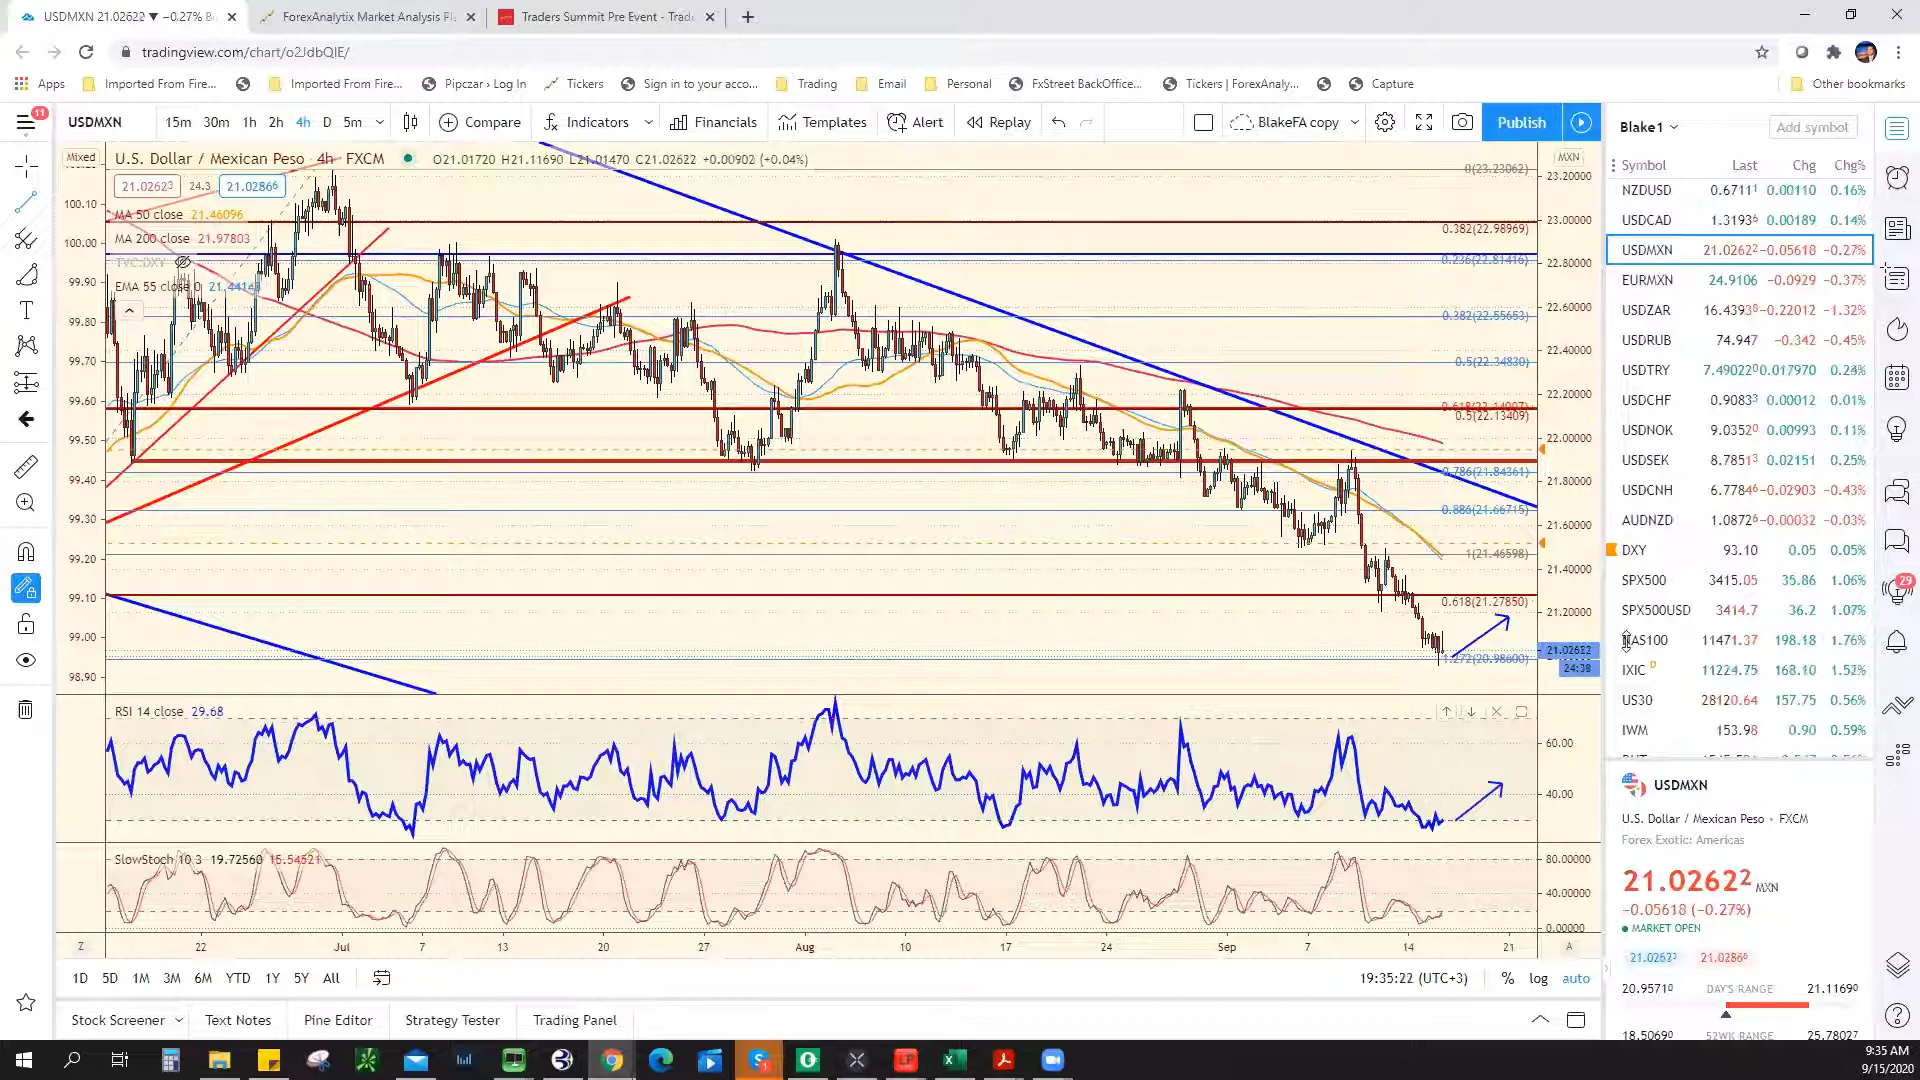 USDMXN 21.02622 ▼ −0.27% B
ForexAnalytix Market Analysis Pl
Traders Summit Pre Event - Trad
tradingview.com/chart/o2JdbQIE/
Apps
Imported From Fire...
Imported From Fire...
Pipczar › Log In
Tickers
Sign in to your acco...
Trading
Email
Personal
FxStreet BackOffice...
Tickers | ForexAnaly...
Capture
Other bookmarks
11
USDMXN
15m 30m 1h 2h 4h D 5m
Compare
Indicators
Financials
Templates
Alert
Replay
BlakeFA copy
Publish
Mixed
U.S. Dollar / Mexican Peso · 4h · FXCM
O21.01720 H21.11690 L21.01470 C21.02622 +0.00902 (+0.04%)
21.02623 24.3 21.02866
MA 50 close 21.46096
MA 200 close 21.97803
TVC:DXY
EMA 55 close 0
100.10
100.00
99.90
99.80
99.70
99.60
99.50
99.40
99.30
99.20
99.10
99.00
98.90
0(23.23062)
0.382(22.98969)
0.236(22.81416)
0.382(22.55653)
0.5(22.34830)
0.5(22.13409)
0.786(21.84361)
0.886(21.66715)
1(21.46598)
0.618(21.27850)
1.272(20.98600)
MXN
23.20000
23.00000
22.80000
22.60000
22.40000
22.20000
22.00000
21.80000
21.60000
21.40000
21.20000
21.02622
24:38
RSI 14 close 29.68
60.00
40.00
SlowStoch 10 3 19.72560 15.54621
80.00000
40.00000
0.00000
Z 22 Jul 7 13 20 27 Aug 10 17 24 Sep 7 14 21 A
1D 5D 1M 3M 6M YTD 1Y 5Y All
19:35:22 (UTC+3) % log auto
Stock Screener
Text Notes
Pine Editor
Strategy Tester
Trading Panel
Blake1
Add symbol
Symbol Last Chg Chg%
NZDUSD 0.67111 0.00110 0.16%
USDCAD 1.31936 0.00189 0.14%
USDMXN 21.02622 −0.05618 −0.27%
EURMXN 24.9106 −0.0929 −0.37%
USDZAR 16.43938 −0.22012 −1.32%
USDRUB 74.947 −0.342 −0.45%
USDTRY 7.49022 0.017970 0.24%
USDCHF 0.90833 0.00012 0.01%
USDNOK 9.03520 0.00993 0.11%
USDSEK 8.78513 0.02151 0.25%
USDCNH 6.77846 −0.02903 −0.43%
AUDNZD 1.08726 −0.00032 −0.03%
DXY 93.10 0.05 0.05%
SPX500 3415.05 35.86 1.06%
SPX500USD 3414.7 36.2 1.07%
NAS100 11471.37 198.18 1.76%
IXIC D 11224.75 168.10 1.52%
US30 28120.64 157.75 0.56%
IWM 153.98 0.90 0.59%
29
USDMXN
U.S. Dollar / Mexican Peso • FXCM
Forex Exotic: Americas
21.02622 MXN
−0.05618 (−0.27%)
MARKET OPEN
21.02623 21.02866
20.95710 DAY'S RANGE 21.11690
18.50690 52WK RANGE 25.78027
9:35 AM
9/15/2020